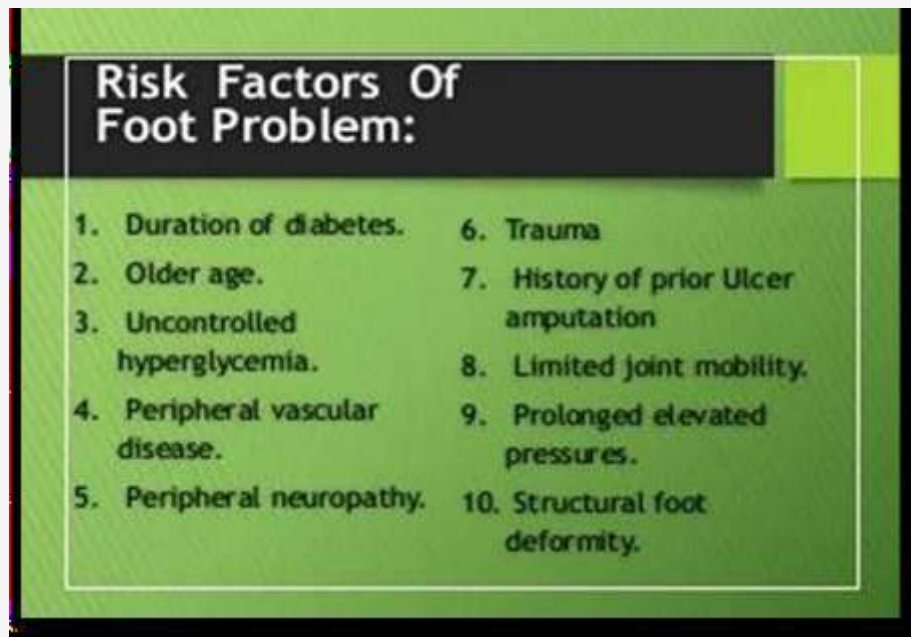 Risk Factors Of
Foot Problem:
1. Duration of diabetes.
2. Older age.
3. Uncontrolled
hyperglycemia.
4. Peripheral vascular
disease.
5. Peripheral neuropathy.
6. Trauma
7. History of prior Ulcer
amputation
8. Limited joint mobility.
9. Prolonged elevated
pressures.
10. Structural foot
deformity.